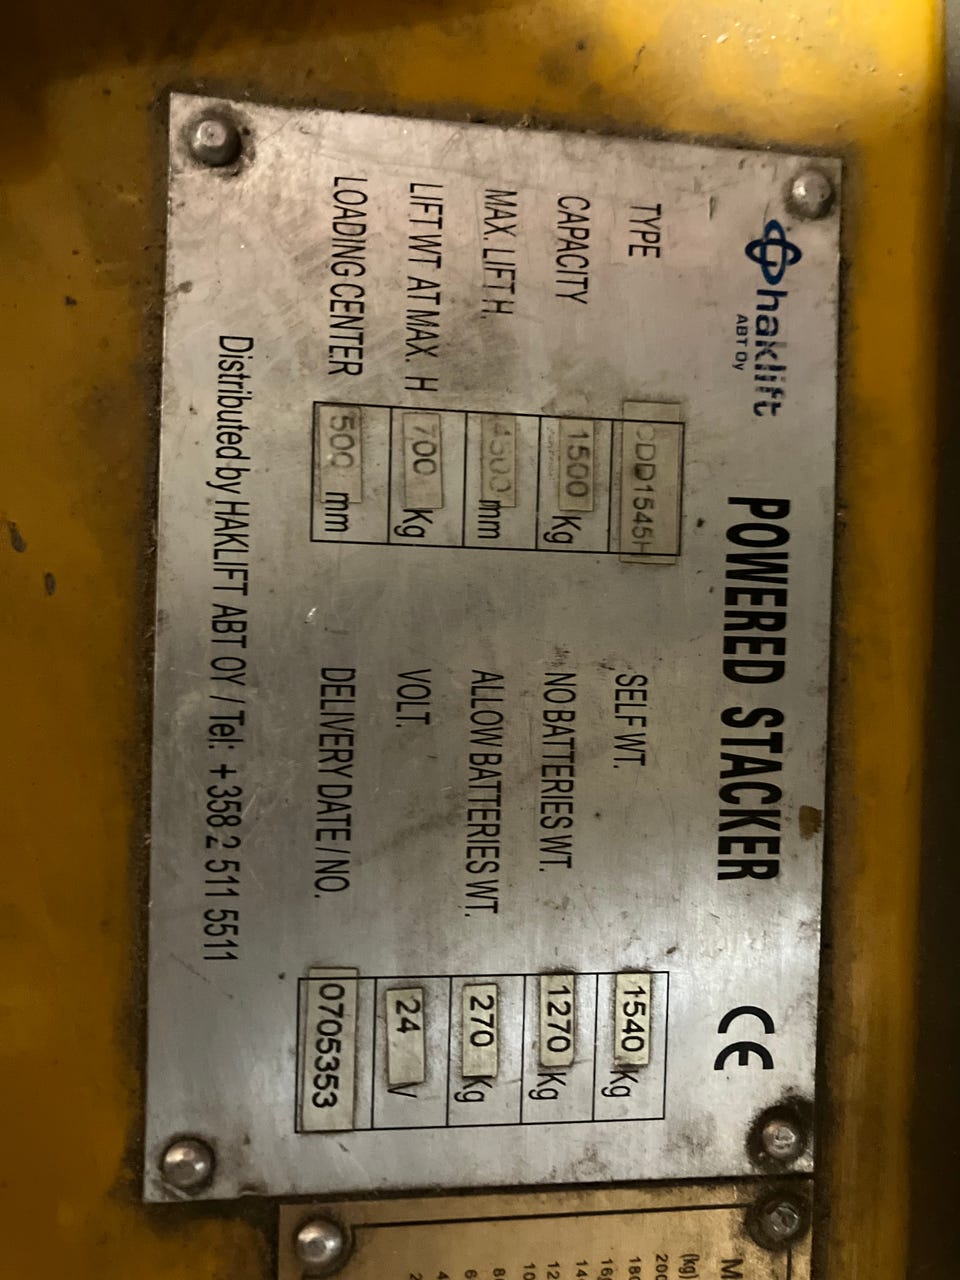 haklift
ABT Oy
POWERED STACKER
CE
TYPE CDD1545H
CAPACITY 1500 Kg
MAX. LIFT H. 4500 mm
LIFT WT AT MAX. H 700 Kg
LOADING CENTER 500 mm
SELF WT. 1540 Kg
NO BATTERIES WT. 1270 Kg
ALLOW BATTERIES WT. 270 Kg
VOLT. 24 V
DELIVERY DATE / NO. 0705353
Distributed by HAKLIFT ABT OY / Tel: +358 2 511 5511
(kg)